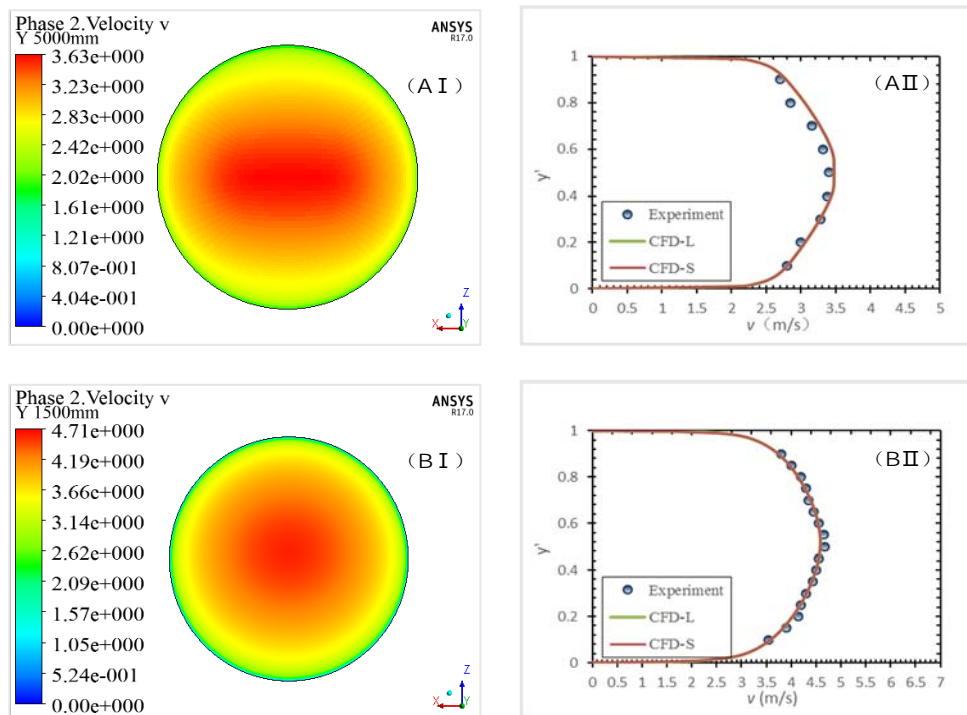 Phase 2.Velocity v
Y 5000mm
ANSYS
R17.0
3.63e+000
3.23e+000
2.83e+000
2.42e+000
2.02e+000
1.61e+000
1.21e+000
8.07e-001
4.04e-001
0.00e+000
(AⅠ)
Z
X
Y
(AⅡ)
1
0.8
0.6
0.4
0.2
0
y'
Experiment
CFD-L
CFD-S
0 0.5 1 1.5 2 2.5 3 3.5 4 4.5 5
v (m/s)
Phase 2.Velocity v
Y 1500mm
ANSYS
R17.0
4.71e+000
4.19e+000
3.66e+000
3.14e+000
2.62e+000
2.09e+000
1.57e+000
1.05e+000
5.24e-001
0.00e+000
(BⅠ)
Z
X
Y
(BⅡ)
1
0.8
0.6
0.4
0.2
0
y'
Experiment
CFD-L
CFD-S
0 0.5 1 1.5 2 2.5 3 3.5 4 4.5 5 5.5 6 6.5 7
v (m/s)